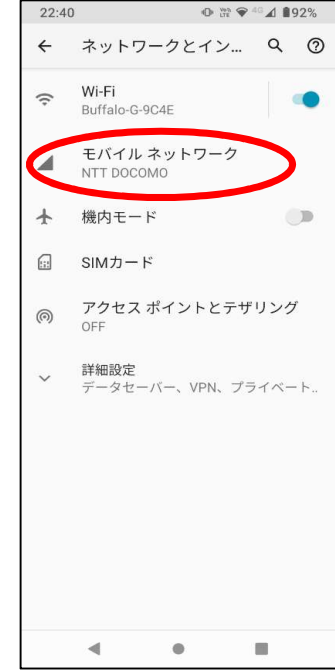 22:40 VoLTE 4G 92%
ネットワークとイン...
Wi-Fi
Buffalo-G-9C4E
モバイル ネットワーク
NTT DOCOMO
機内モード
SIMカード
アクセス ポイントとテザリング
OFF
詳細設定
データセーバー、VPN、プライベート..